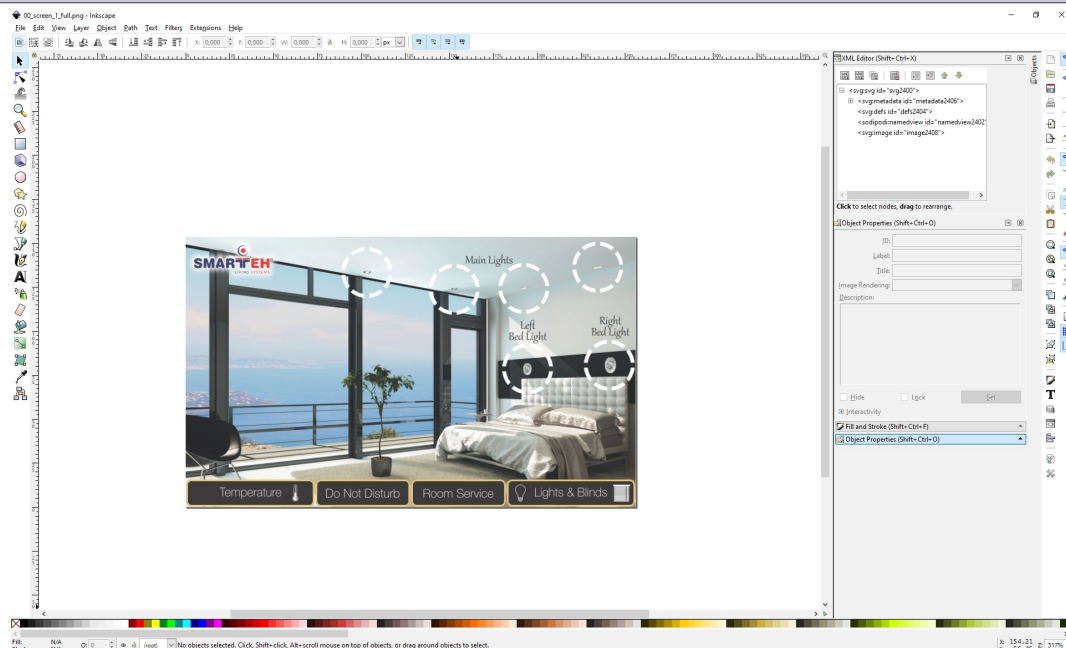 00_screen_1_full.png - Inkscape
File Edit View Layer Object Path Text Filters Extensions Help
X: 0,000 Y: 0,000 W: 0,000 H: 0,000 px
XML Editor (Shift+Ctrl+X)
Objects
<svg:svg id="svg2400">
<svg:metadata id="metadata2406">
<svg:defs id="defs2404">
<sodipodi:namedview id="namedview2402"
<svg:image id="image2408">
Click to select nodes, drag to rearrange.
Object Properties (Shift+Ctrl+O)
ID:
Label:
Title:
Image Rendering:
Description:
Hide Lock Set
Interactivity
Fill and Stroke (Shift+Ctrl+F)
Object Properties (Shift+Ctrl+O)
SMARTEH
LIVING SYSTEMS
Main Lights
Left
Bed Light
Right
Bed Light
Temperature Do Not Disturb Room Service Lights & Blinds
Fill: N/A O: 0 (root) No objects selected. Click, Shift+click, Alt+scroll mouse on top of objects, or drag around objects to select. X: 154,21 Z: 317%